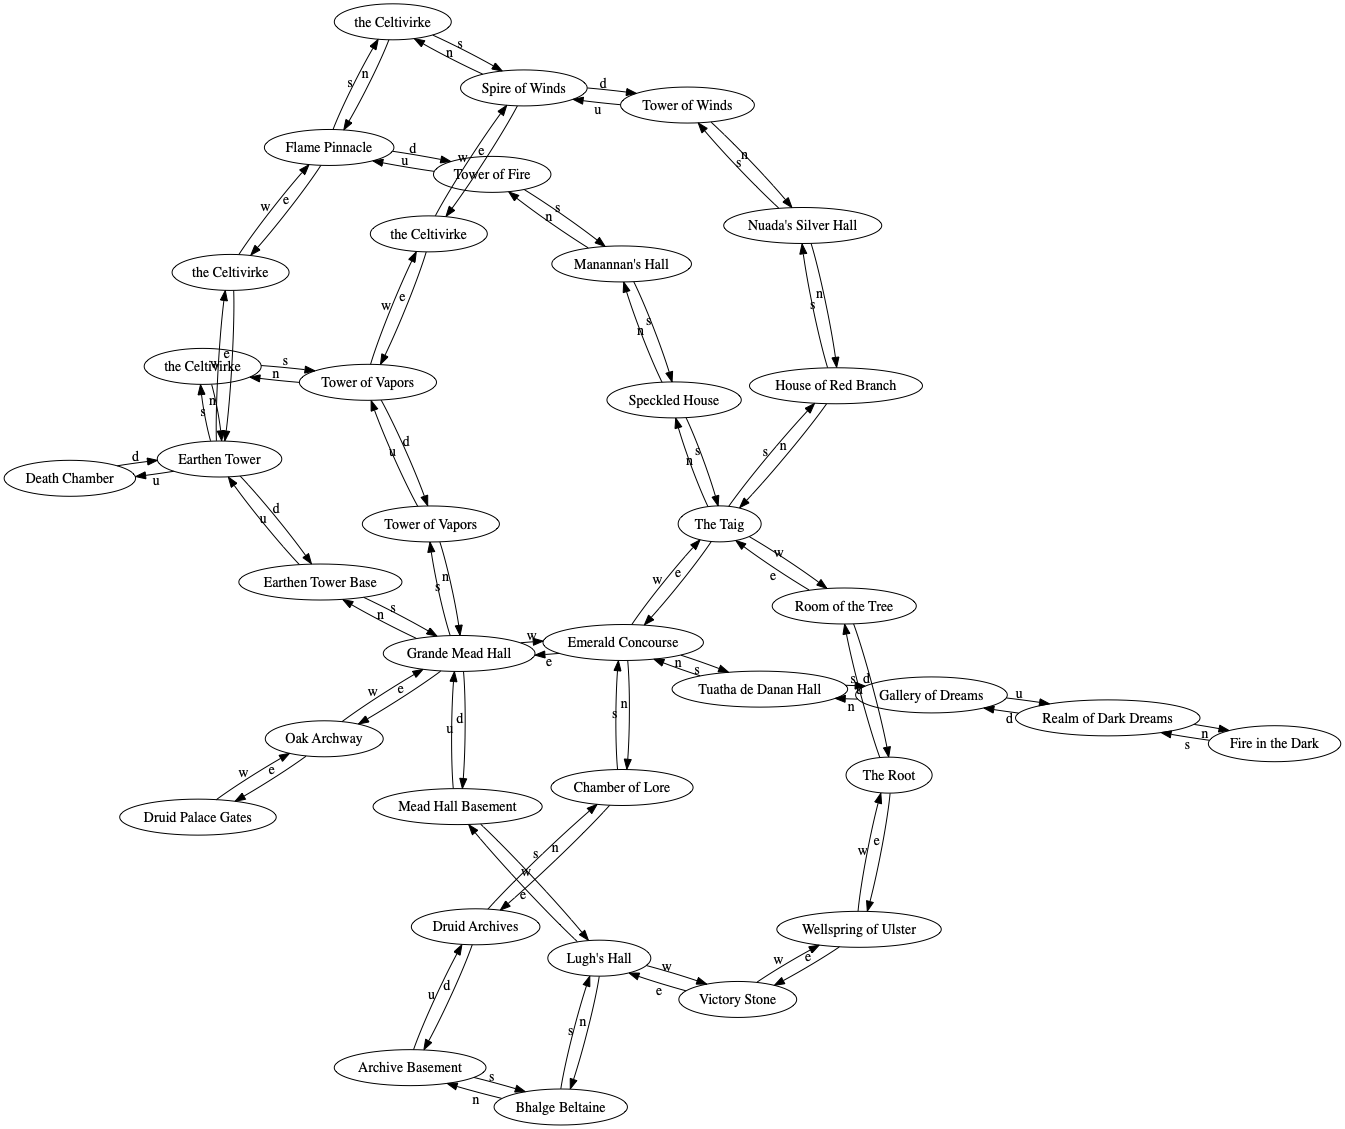 the Celtivirke
s
n
s
n
Spire of Winds
d
u
Tower of Winds
Flame Pinnacle
d
u
w
e
Tower of Fire
n
s
w
e
s
n
Nuada's Silver Hall
the Celtivirke
Manannan's Hall
the Celtivirke
w
e
s
n
n
s
the Celtivirke
e
w
s
n
Tower of Vapors
House of Red Branch
Speckled House
s
n
d
u
s
n
s
n
Earthen Tower
d
u
Death Chamber
d
u
Tower of Vapors
The Taig
w
e
Earthen Tower Base
s
n
n
s
w
e
Room of the Tree
Grande Mead Hall
w
e
Emerald Concourse
n
s
Tuatha de Danan Hall
s
n
d
u
Gallery of Dreams
u
d
Realm of Dark Dreams
n
s
Fire in the Dark
w
e
s
n
d
u
Oak Archway
w
e
Druid Palace Gates
Mead Hall Basement
Chamber of Lore
The Root
s
n
w
e
w
e
Druid Archives
Wellspring of Ulster
Lugh's Hall
w
e
w
e
Victory Stone
u
d
s
n
Archive Basement
s
n
Bhalge Beltaine